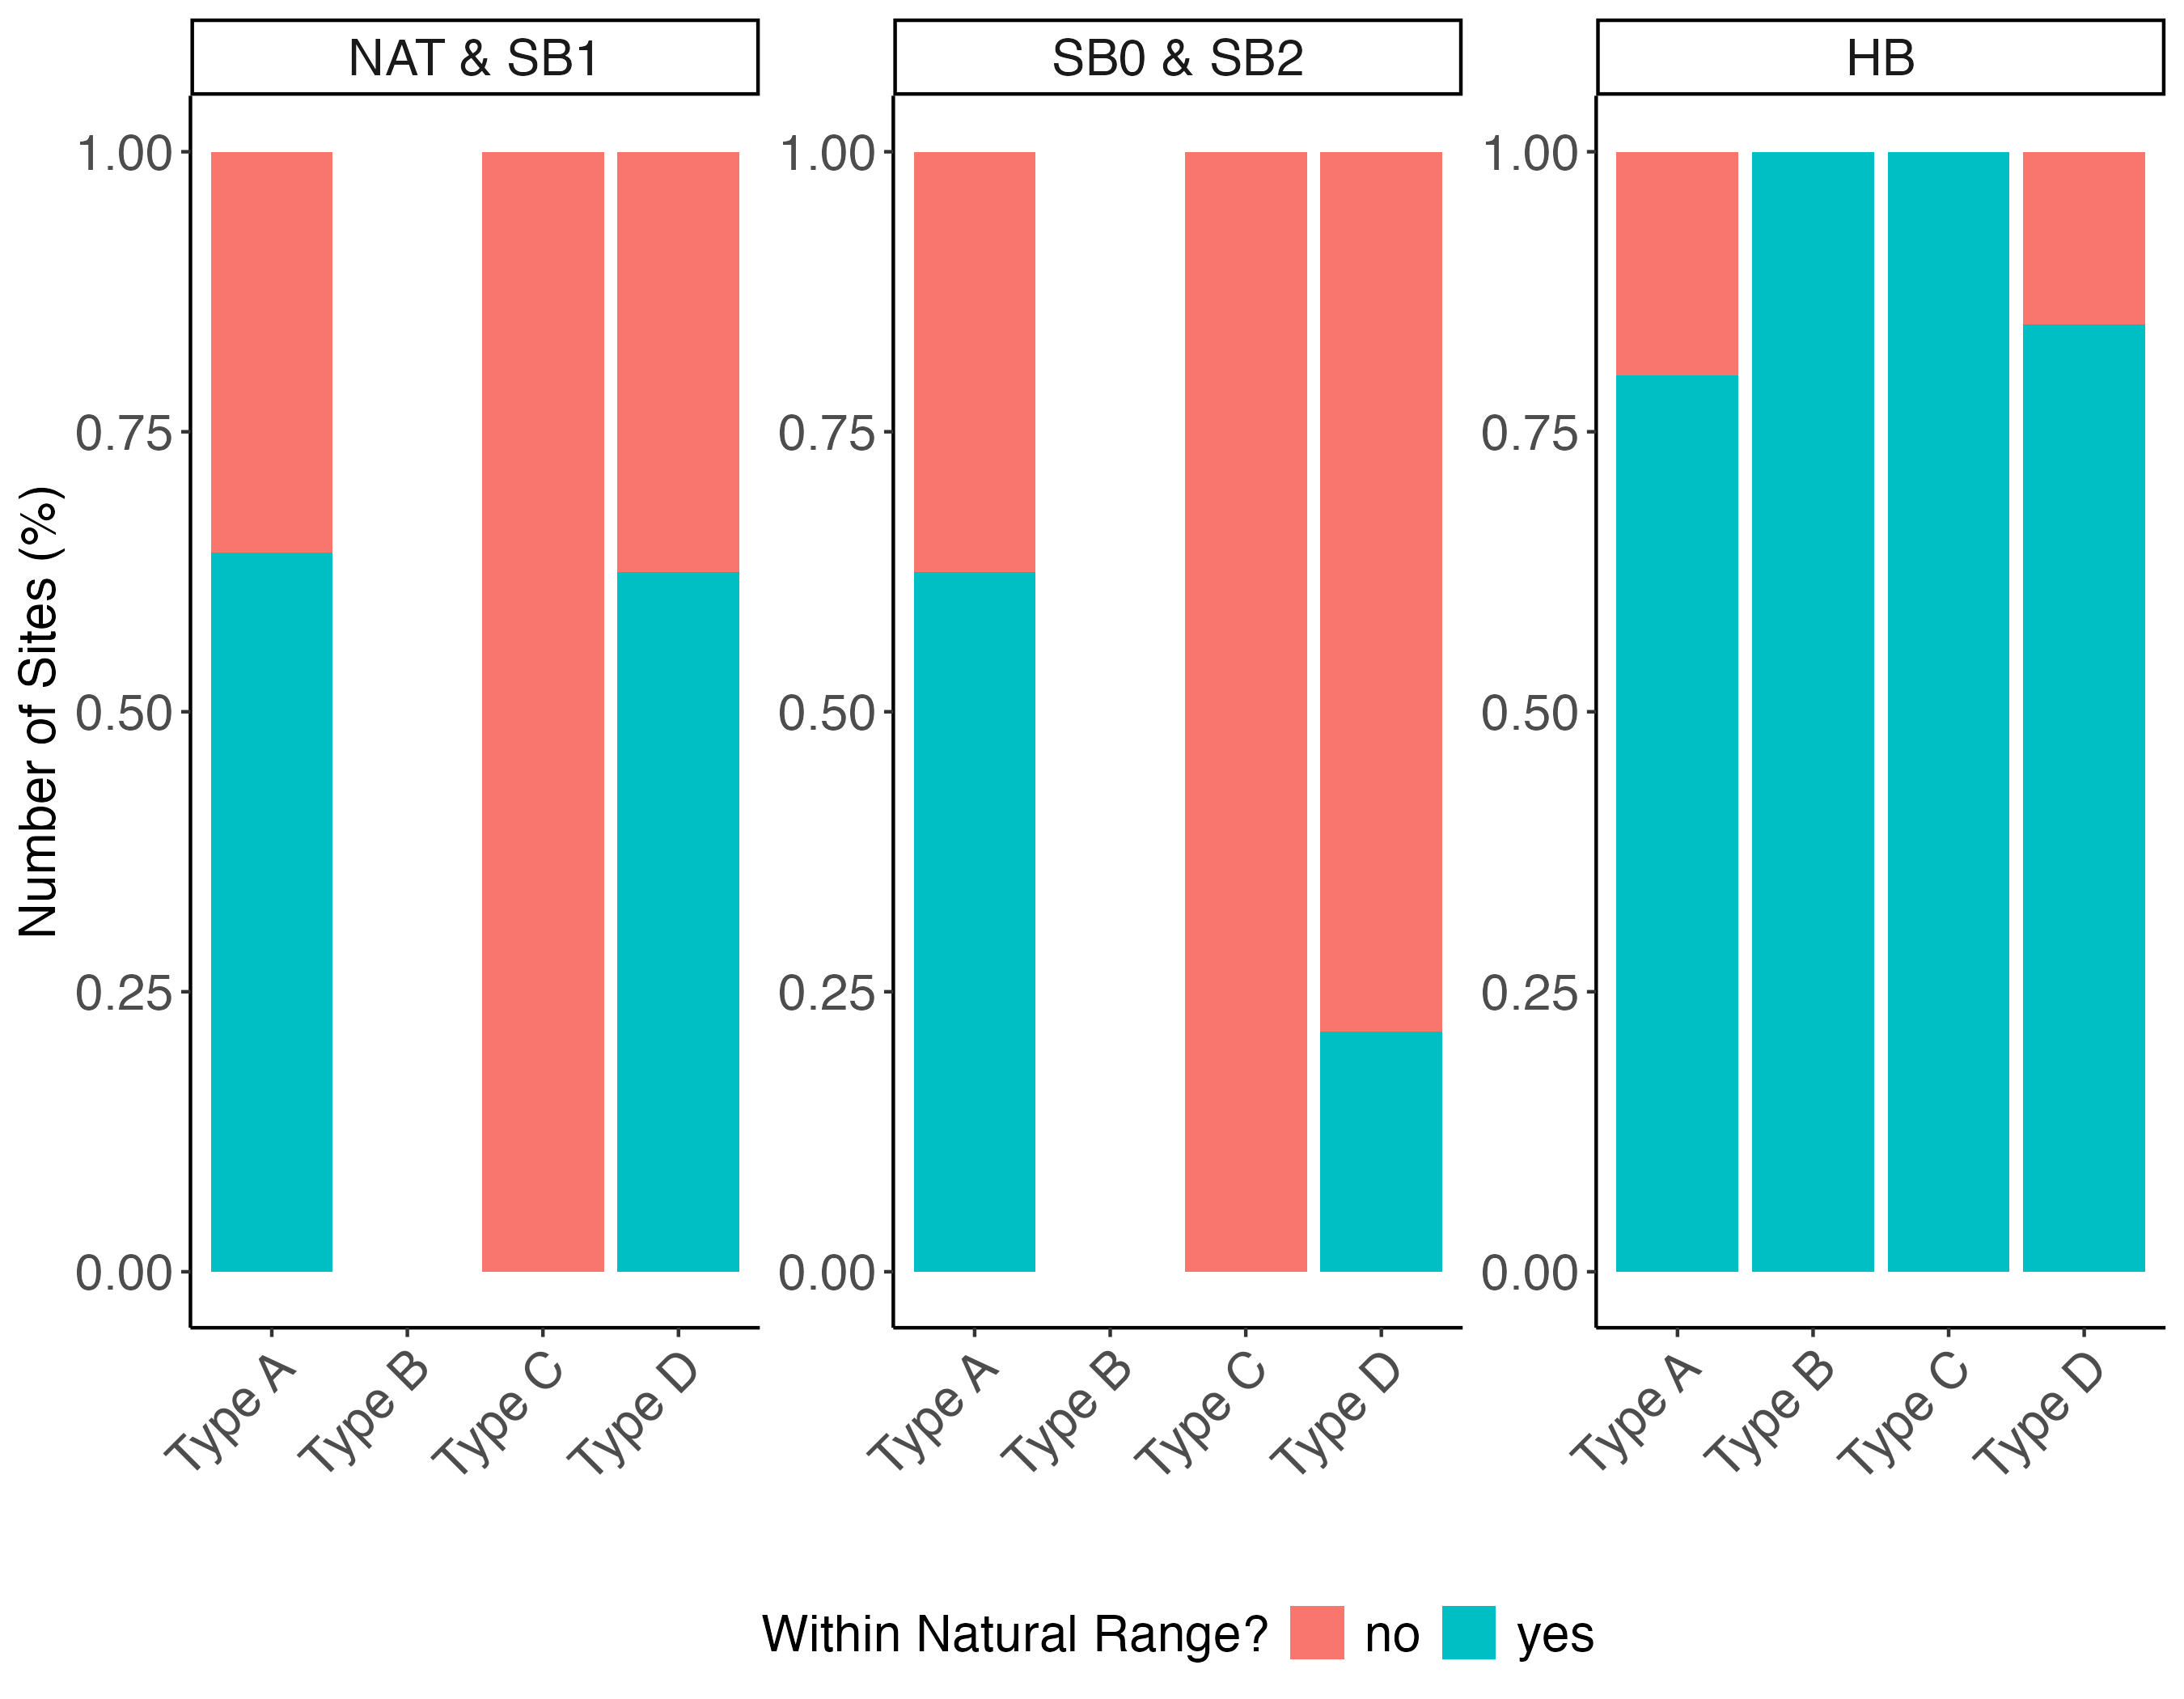 NAT & SB1
SB0 & SB2
HB
Number of Sites (%)
1.00
0.75
0.50
0.25
0.00
1.00
0.75
0.50
0.25
0.00
1.00
0.75
0.50
0.25
0.00
Type A
Type B
Type C
Type D
Type A
Type B
Type C
Type D
Type A
Type B
Type C
Type D
Within Natural Range? no yes